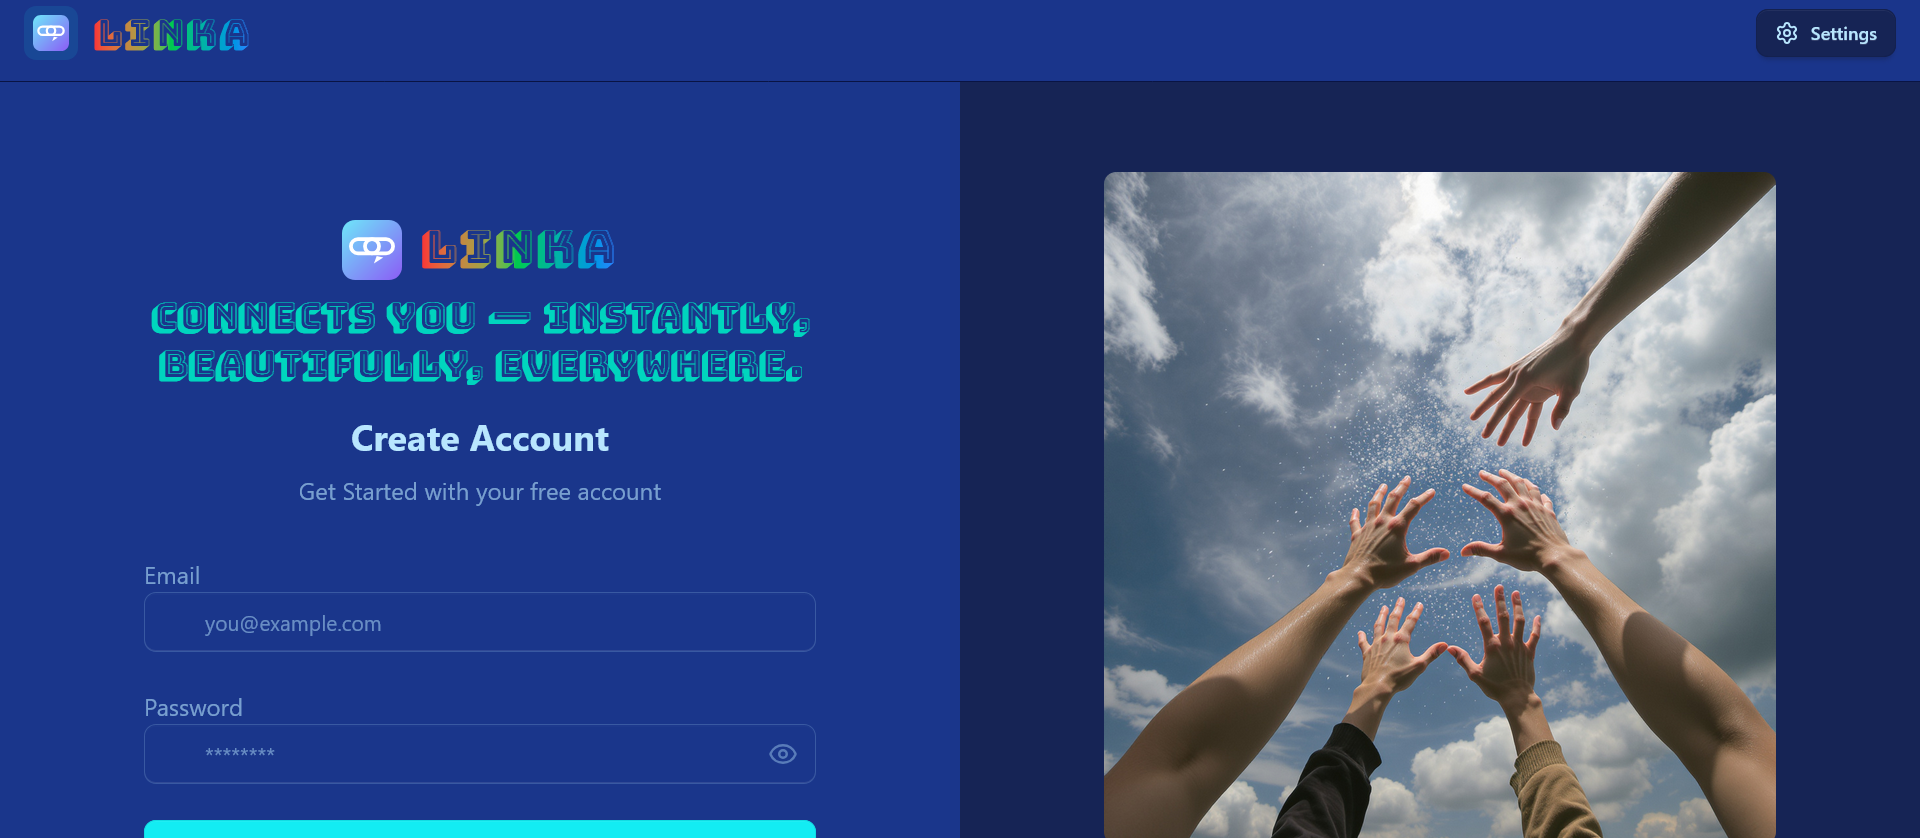 LINKA
Settings
LINKA
CONNECTS YOU — INSTANTLY,
BEAUTIFULLY, EVERYWHERE.
Create Account
Get Started with your free account
Email
you@example.com
Password
********